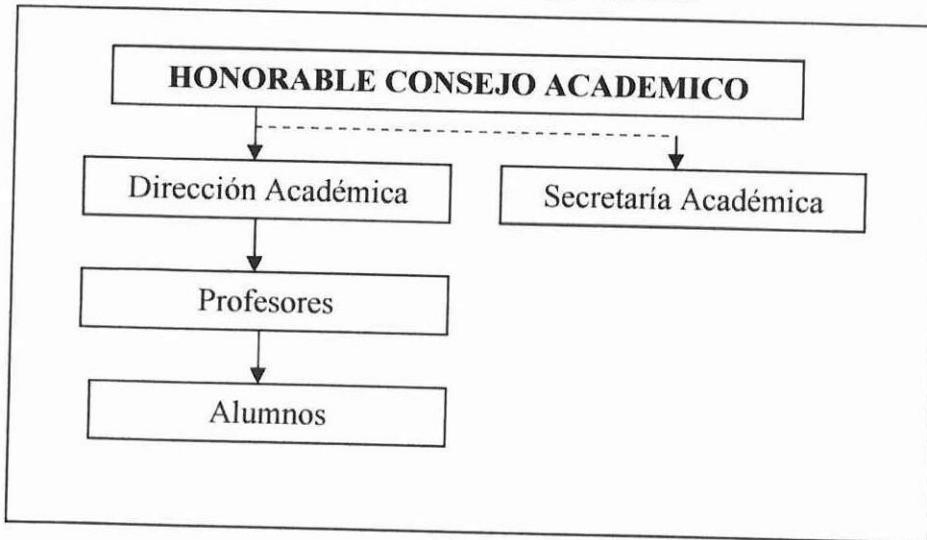 HONORABLE CONSEJO ACADEMICO
Dirección Académica
Secretaría Académica
Profesores
Alumnos